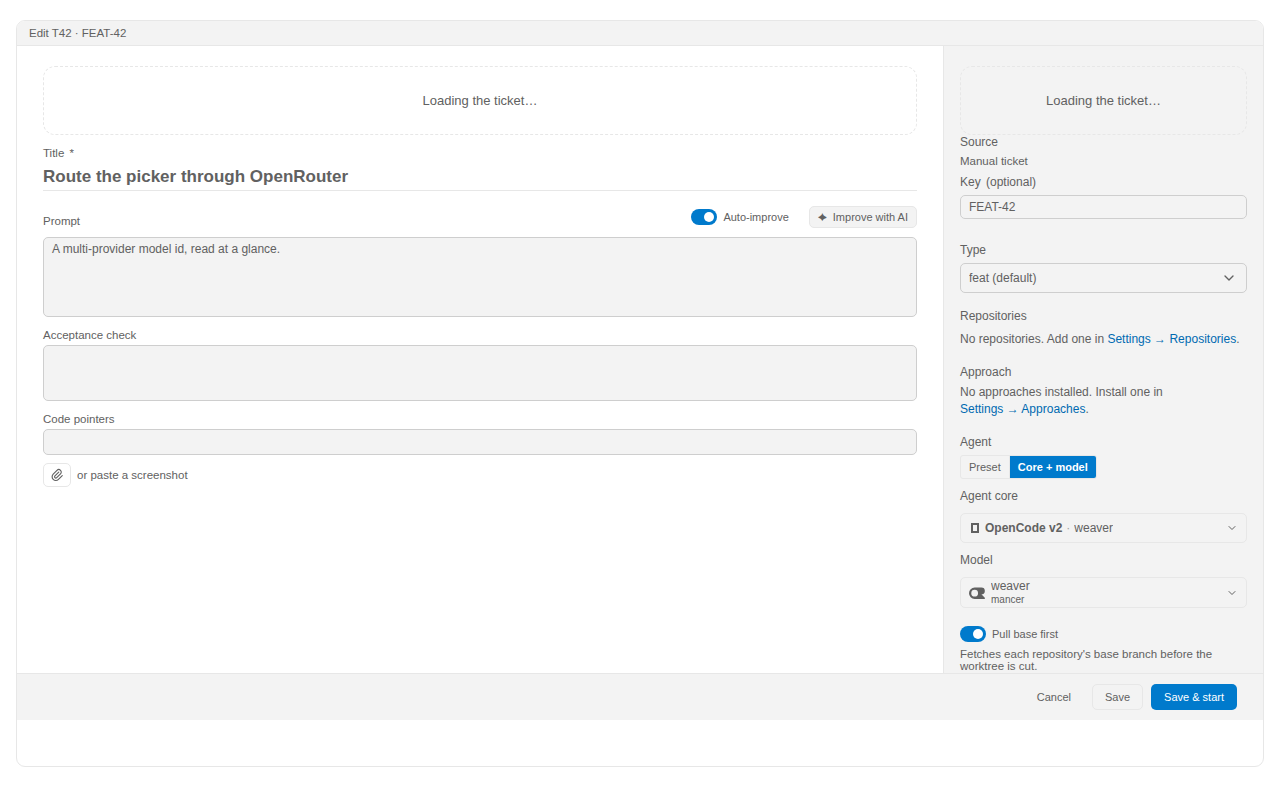 Edit T42 · FEAT-42
Loading the ticket…
Title *
Route the picker through OpenRouter
Prompt
Auto-improve
Improve with AI
A multi-provider model id, read at a glance.
Acceptance check
Code pointers
or paste a screenshot
Loading the ticket…
Source
Manual ticket
Key (optional)
FEAT-42
Type
feat (default)
Repositories
No repositories. Add one in Settings → Repositories.
Approach
No approaches installed. Install one in
Settings → Approaches.
Agent
Preset
Core + model
Agent core
OpenCode v2 · weaver
Model
weaver
mancer
Pull base first
Fetches each repository's base branch before the
worktree is cut.
Cancel
Save
Save & start